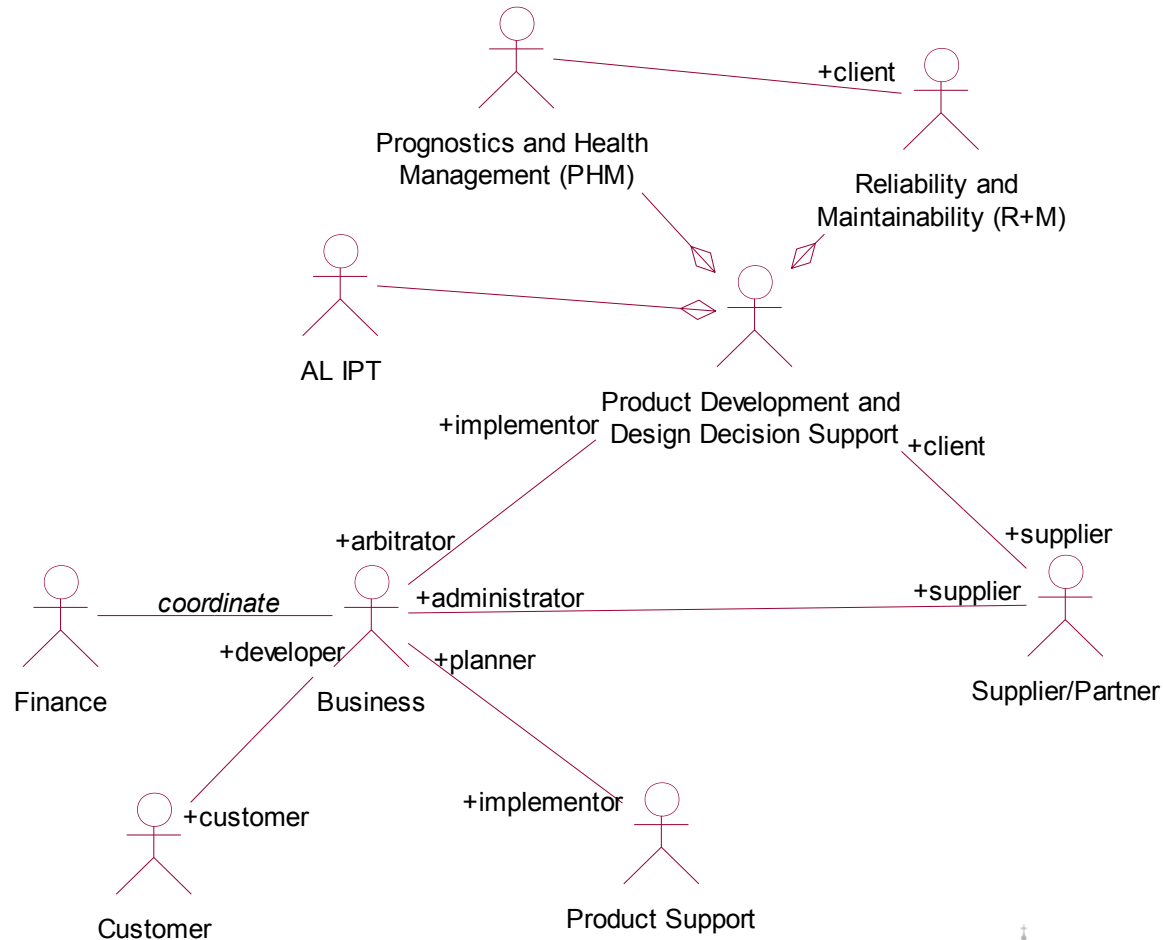 +client
Prognostics and Health
Management (PHM)
Reliability and
Maintainability (R+M)
AL IPT
Product Development and
Design Decision Support
+implementor
+client
+arbitrator
+supplier
coordinate
+administrator
+supplier
+developer
+planner
Finance
Business
Supplier/Partner
+customer
+implementor
Customer
Product Support